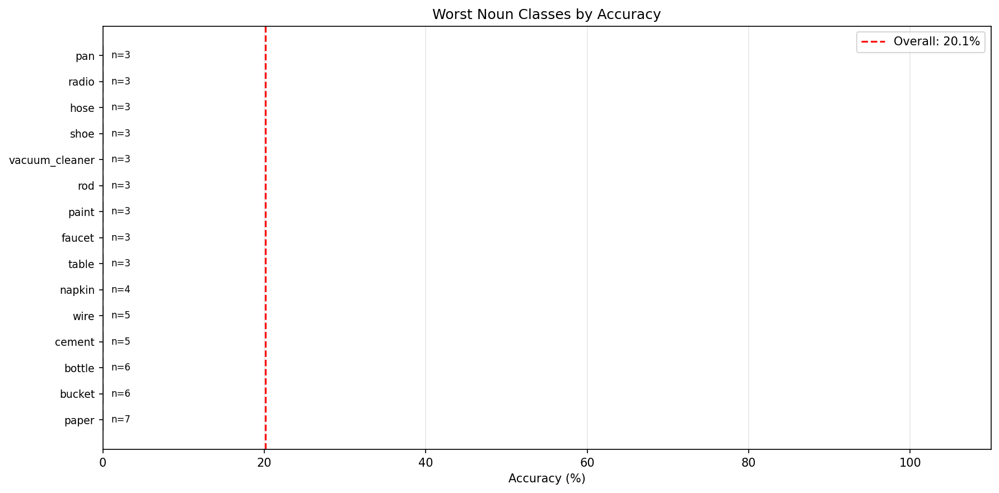 Worst Noun Classes by Accuracy
Overall: 20.1%
pan n=3
radio n=3
hose n=3
shoe n=3
vacuum_cleaner n=3
rod n=3
paint n=3
faucet n=3
table n=3
napkin n=4
wire n=5
cement n=5
bottle n=6
bucket n=6
paper n=7
0 20 40 60 80 100
Accuracy (%)